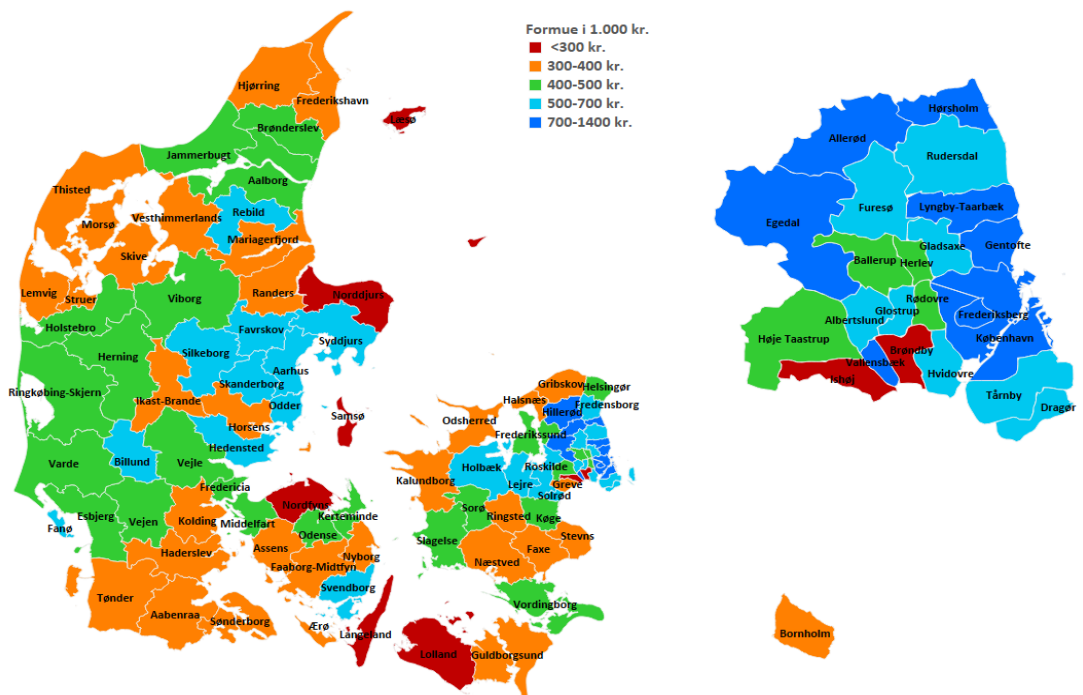 Formue i 1.000 kr.
<300 kr.
300-400 kr.
400-500 kr.
500-700 kr.
700-1400 kr.
Hjørring
Frederikshavn
Læsø
Brønderslev
Jammerbugt
Aalborg
Thisted
Rebild
Morsø
Vesthimmerlands
Mariagerfjord
Skive
Lemvig
Struer
Viborg
Randers
Norddjurs
Holstebro
Favrskov
Syddjurs
Herning
Silkeborg
Aarhus
Skanderborg
Ringkøbing-Skjern
Ikast-Brande
Odder
Samsø
Horsens
Hedensted
Varde
Billund
Vejle
Fredericia
Esbjerg
Vejen
Kolding
Fanø
Middelfart
Nordfyns
Kerteminde
Odense
Haderslev
Assens
Nyborg
Faaborg-Midtfyn
Svendborg
Tønder
Aabenraa
Sønderborg
Ærø
Langeland
Gribskov
Helsingør
Halsnæs
Hillerød
Fredensborg
Odsherred
Frederikssund
Holbæk
Roskilde
Kalundborg
Lejre
Greve
Solrød
Sorø
Ringsted
Køge
Slagelse
Stevns
Næstved
Faxe
Vordingborg
Lolland
Guldborgsund
Hørsholm
Allerød
Rudersdal
Furesø
Lyngby-Taarbæk
Egedal
Gladsaxe
Gentofte
Ballerup
Herlev
Rødovre
Glostrup
Albertslund
Frederiksberg
Høje Taastrup
København
Brøndby
Vallensbæk
Ishøj
Hvidovre
Tårnby
Dragør
Bornholm